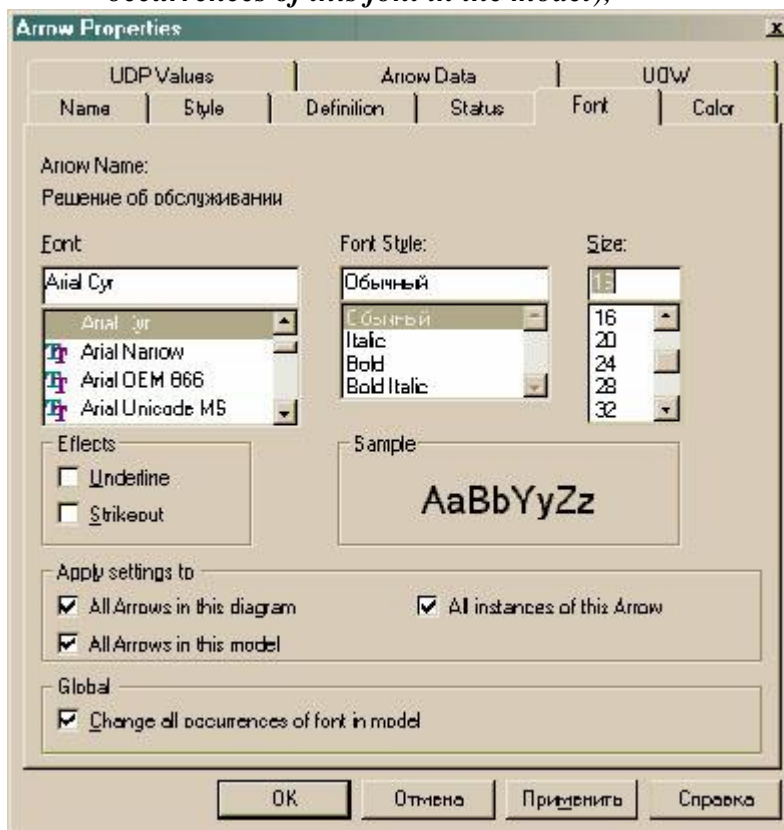 occurrences of this font in the model);
Arrow Properties x
UDP Values Arrow Data UOW
Name Style Definition Status Font Color
Arrow Name:
Решение об обслуживании
Font Font Style: Size:
Arial Cyr Обычный 16
Arial Cyr Обычный 16
Arial Narrow Italic 20
Arial OEM 866 Bold 24
Arial Unicode MS Bold Italic 28
32
Effects Sample
Underline
Strikeout
AaBbYyZz
Apply settings to
All Arrows in this diagram All instances of this Arrow
All Arrows in this model
Global
Change all occurrences of font in model
OK Отмена Применить Справка